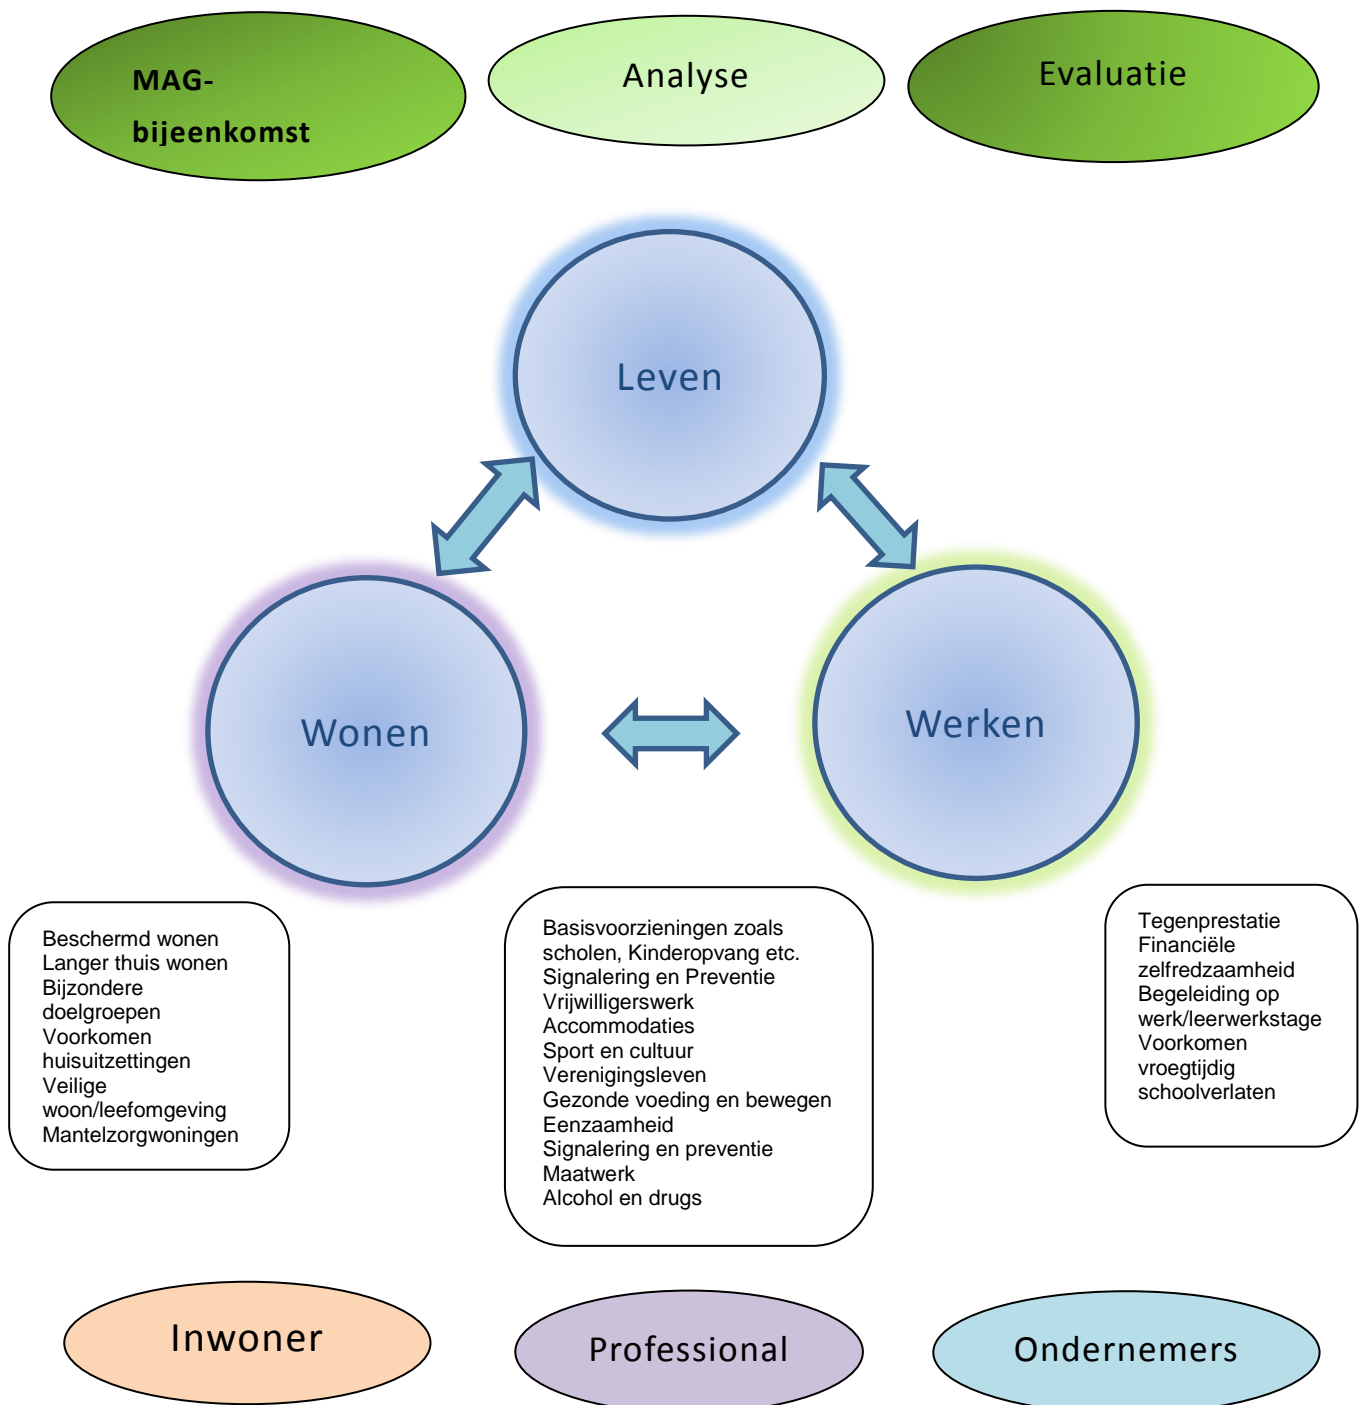 MAG-
bijeenkomst
Analyse
Evaluatie
Leven
Wonen
Werken
Beschermd wonen
Langer thuis wonen
Bijzondere
doelgroepen
Voorkomen
huisuitzettingen
Veilige
woon/leefomgeving
Mantelzorgwoningen
Basisvoorzieningen zoals
scholen, Kinderopvang etc.
Signalering en Preventie
Vrijwilligerswerk
Accommodaties
Sport en cultuur
Verenigingsleven
Gezonde voeding en bewegen
Eenzaamheid
Signalering en preventie
Maatwerk
Alcohol en drugs
Tegenprestatie
Financiële
zelfredzaamheid
Begeleiding op
werk/leerwerkstage
Voorkomen
vroegtijdig
schoolverlaten
Inwoner
Professional
Ondernemers